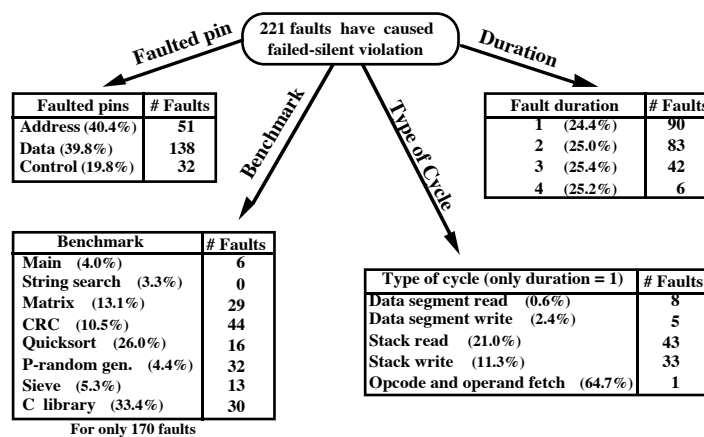 221 faults have caused
failed-silent violation
Faulted pin
Duration
Benchmark
Type of Cycle
Faulted pins # Faults
Address (40.4%) 51
Data (39.8%) 138
Control (19.8%) 32
Fault duration # Faults
1 (24.4%) 90
2 (25.0%) 83
3 (25.4%) 42
4 (25.2%) 6
Benchmark # Faults
Main (4.0%) 6
String search (3.3%) 0
Matrix (13.1%) 29
CRC (10.5%) 44
Quicksort (26.0%) 16
P-random gen. (4.4%) 32
Sieve (5.3%) 13
C library (33.4%) 30
For only 170 faults
Type of cycle (only duration = 1) # Faults
Data segment read (0.6%) 8
Data segment write (2.4%) 5
Stack read (21.0%) 43
Stack write (11.3%) 33
Opcode and operand fetch (64.7%) 1